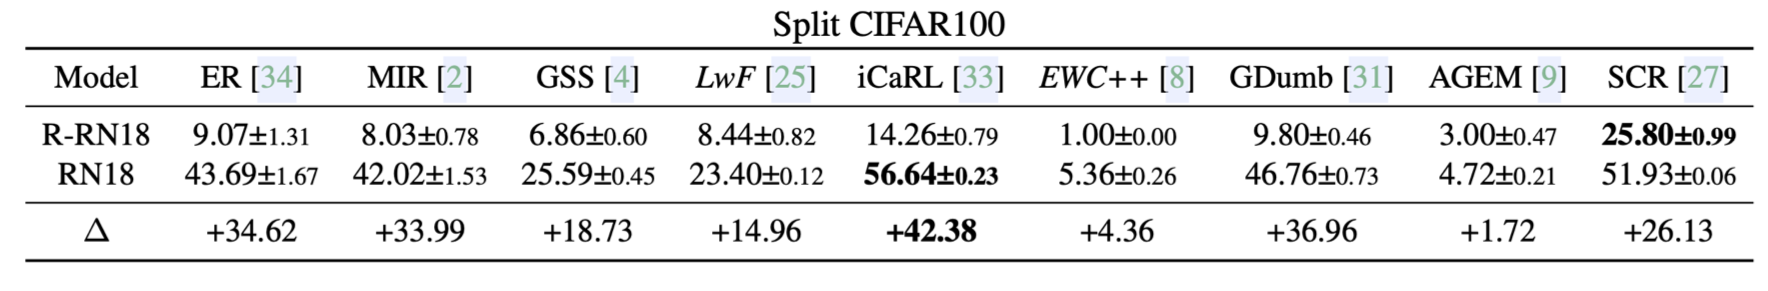 Split CIFAR100
Model ER [34] MIR [2] GSS [4] LwF [25] iCaRL [33] EWC++ [8] GDumb [31] AGEM [9] SCR [27]
R-RN18 9.07±1.31 8.03±0.78 6.86±0.60 8.44±0.82 14.26±0.79 1.00±0.00 9.80±0.46 3.00±0.47 25.80±0.99
RN18 43.69±1.67 42.02±1.53 25.59±0.45 23.40±0.12 56.64±0.23 5.36±0.26 46.76±0.73 4.72±0.21 51.93±0.06
Δ +34.62 +33.99 +18.73 +14.96 +42.38 +4.36 +36.96 +1.72 +26.13